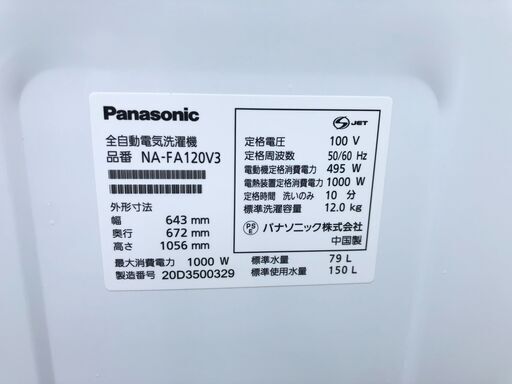 Panasonic
全自動電気洗濯機
品番 NA-FA120V3
外形寸法
幅 643 mm
奥行 672 mm
高さ 1056 mm
最大消費電力 1000 W
製造番号 20D3500329
S JET
定格電圧 100 V
定格周波数 50/60 Hz
電動機定格消費電力 495 W
電熱装置定格消費電力 1000 W
定格時間 洗いのみ 10 分
標準洗濯容量 12.0 kg
PS E パナソニック株式会社
中国製
標準水量 79 L
標準使用水量 150 L